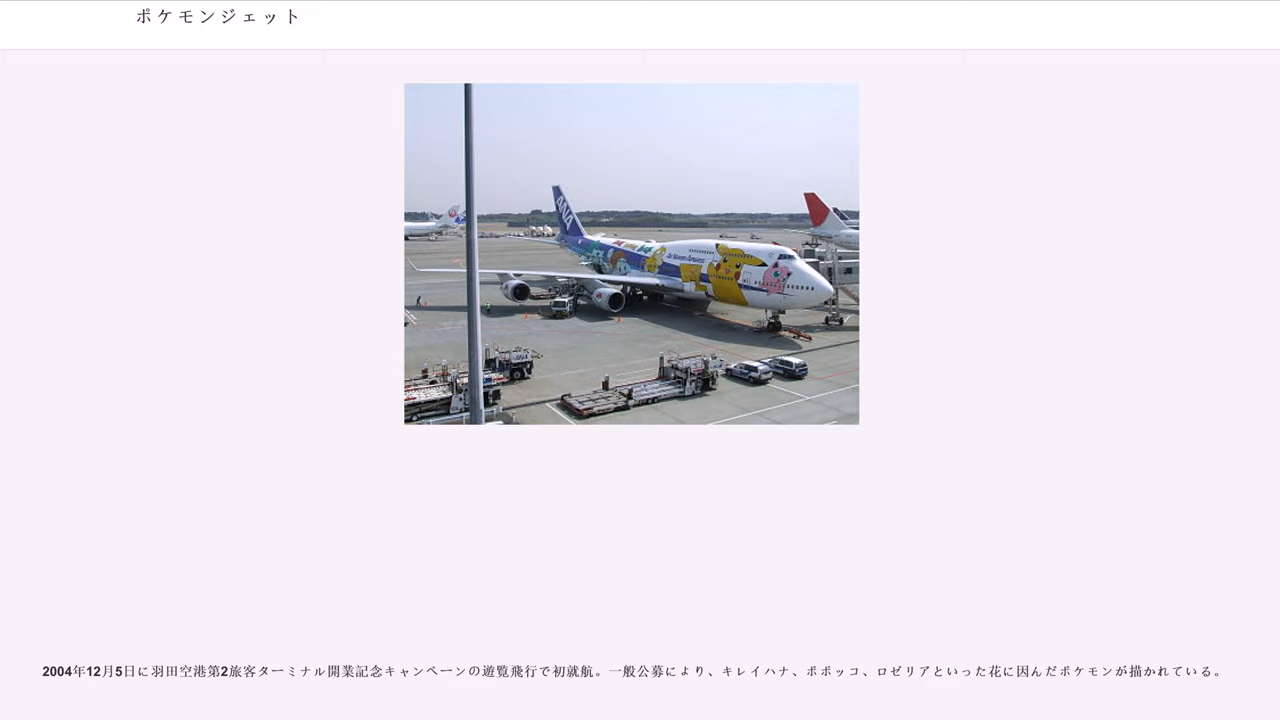 ポケモンジェット
ANA
2004年12月5日に羽田空港第2旅客ターミナル開業記念キャンペーンの遊覧飛行で初就航。一般公募により、キレイハナ、ポポッコ、ロゼリアといった花に因んだポケモンが描かれている。